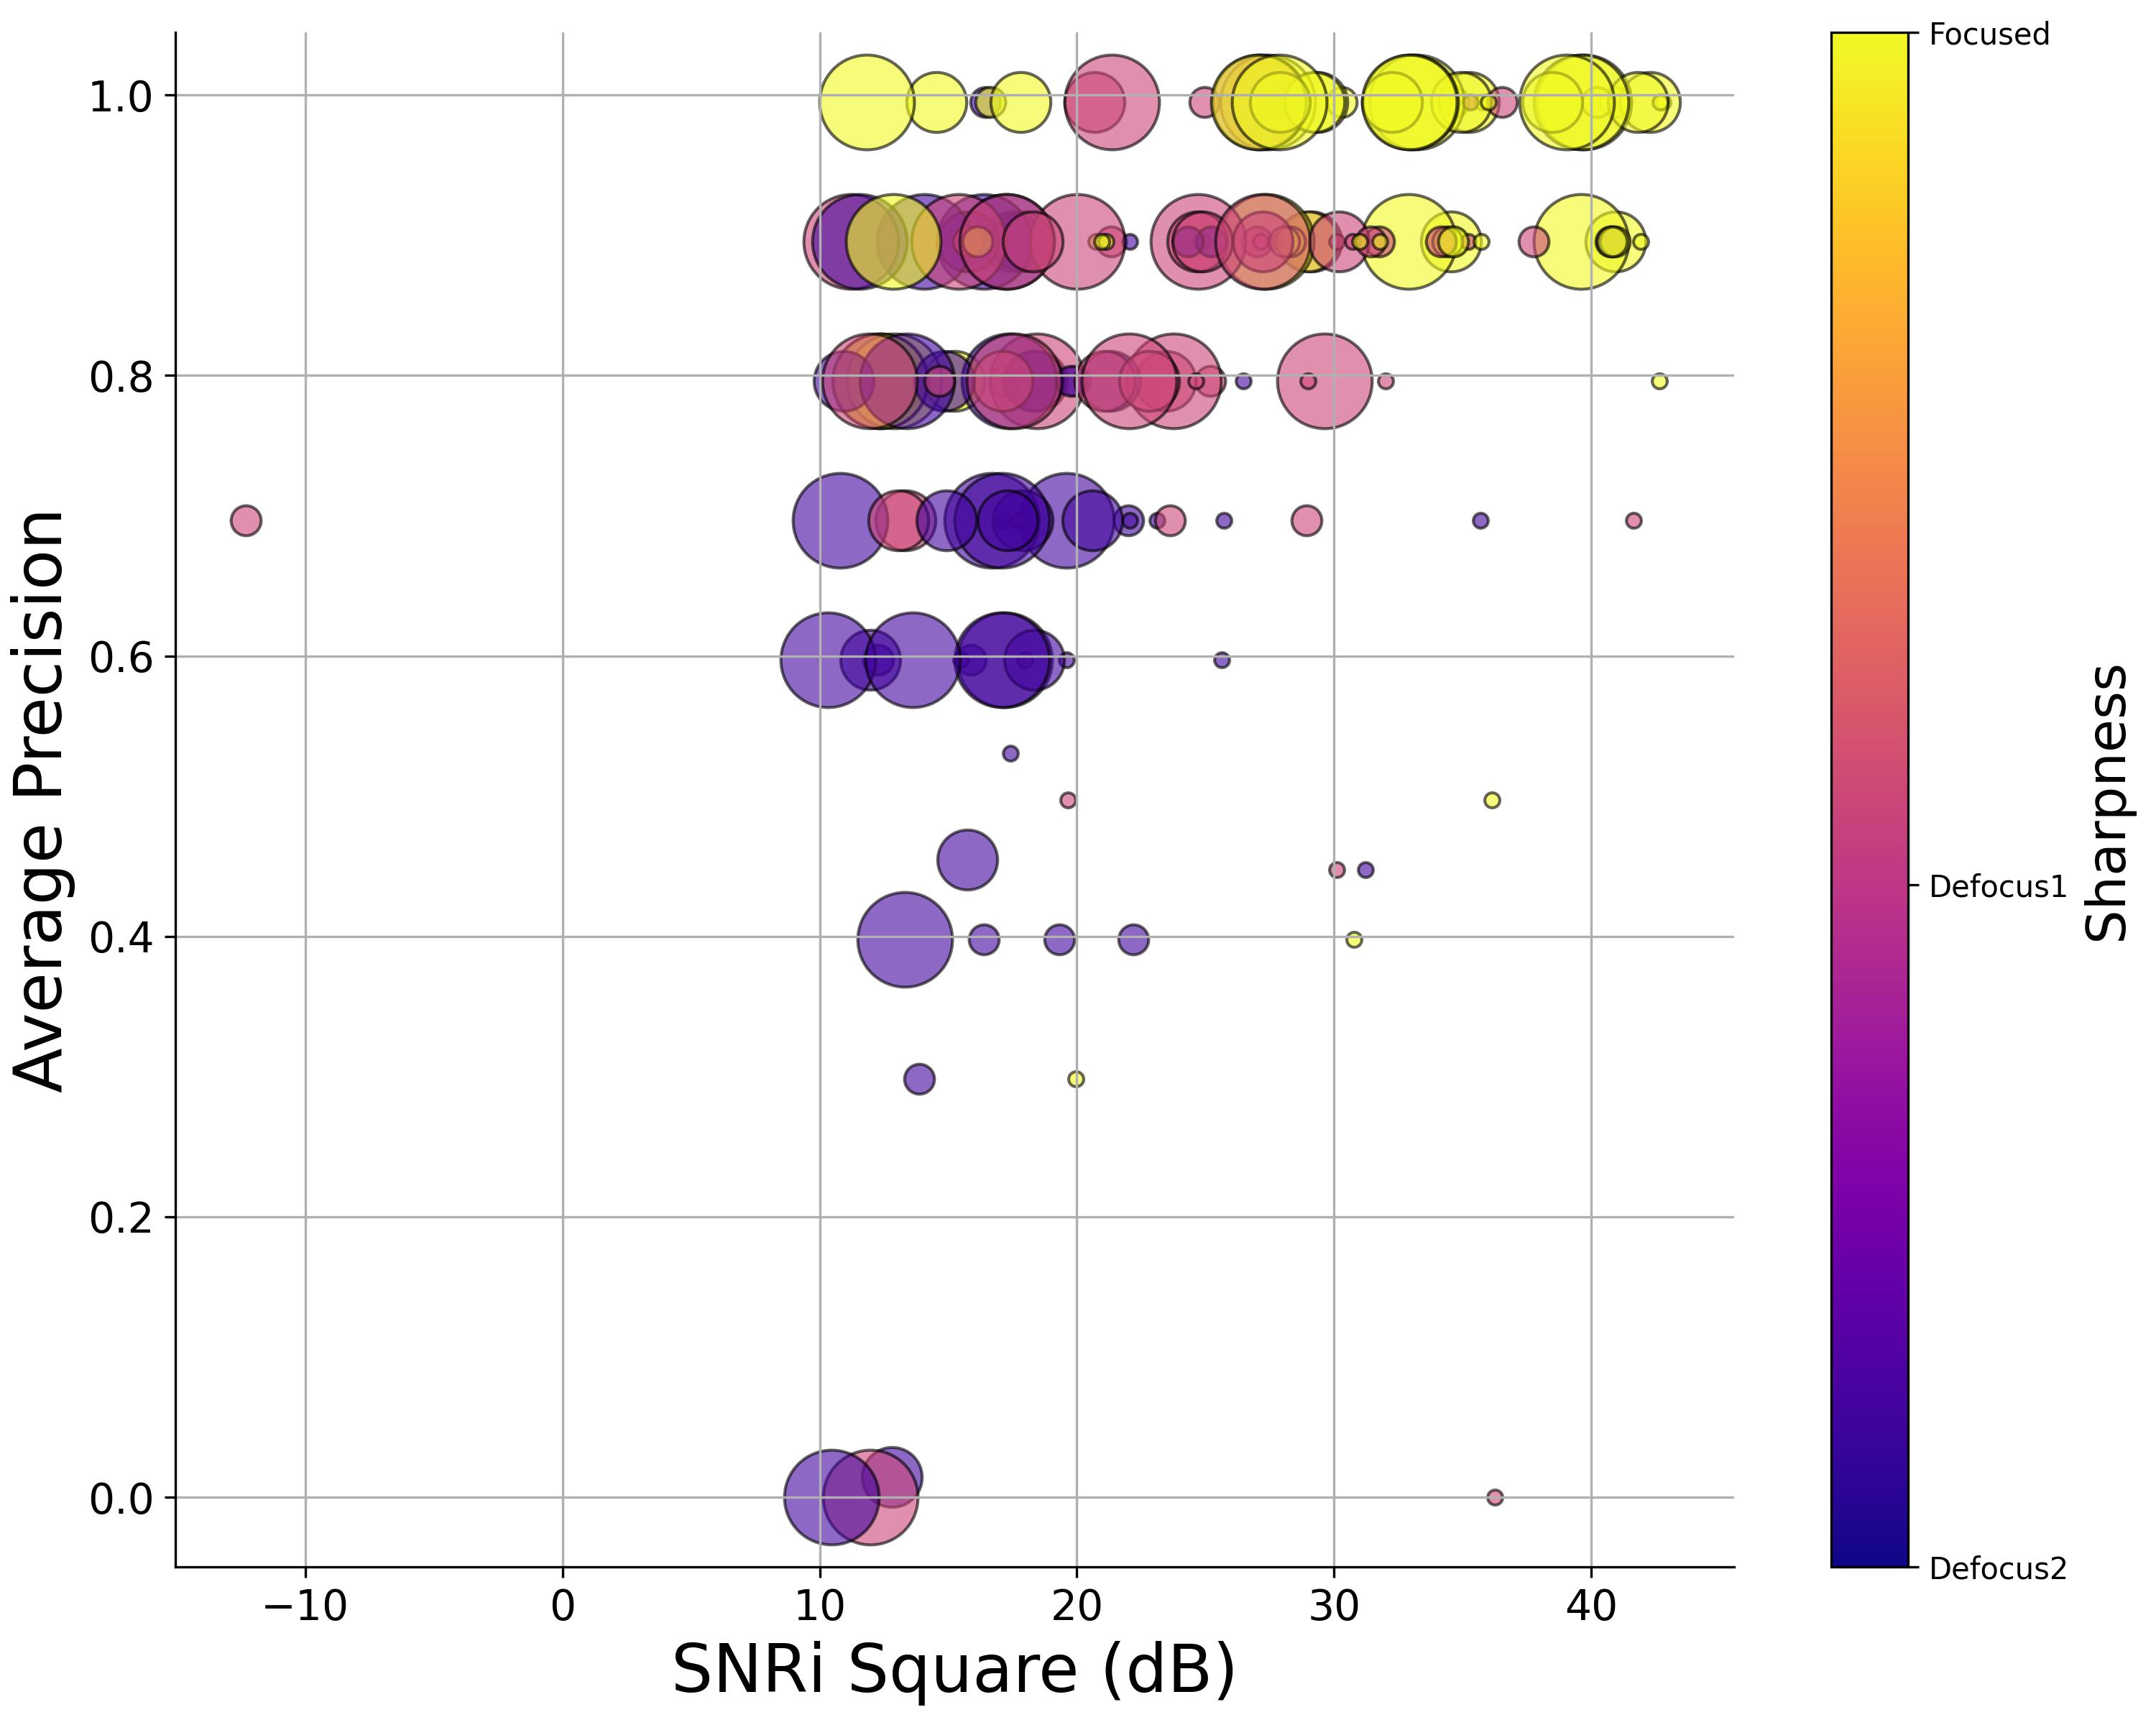 Average Precision
1.0
0.8
0.6
0.4
0.2
0.0
−10
0
10
20
30
40
SNRi Square (dB)
Focused
Defocus1
Defocus2
Sharpness